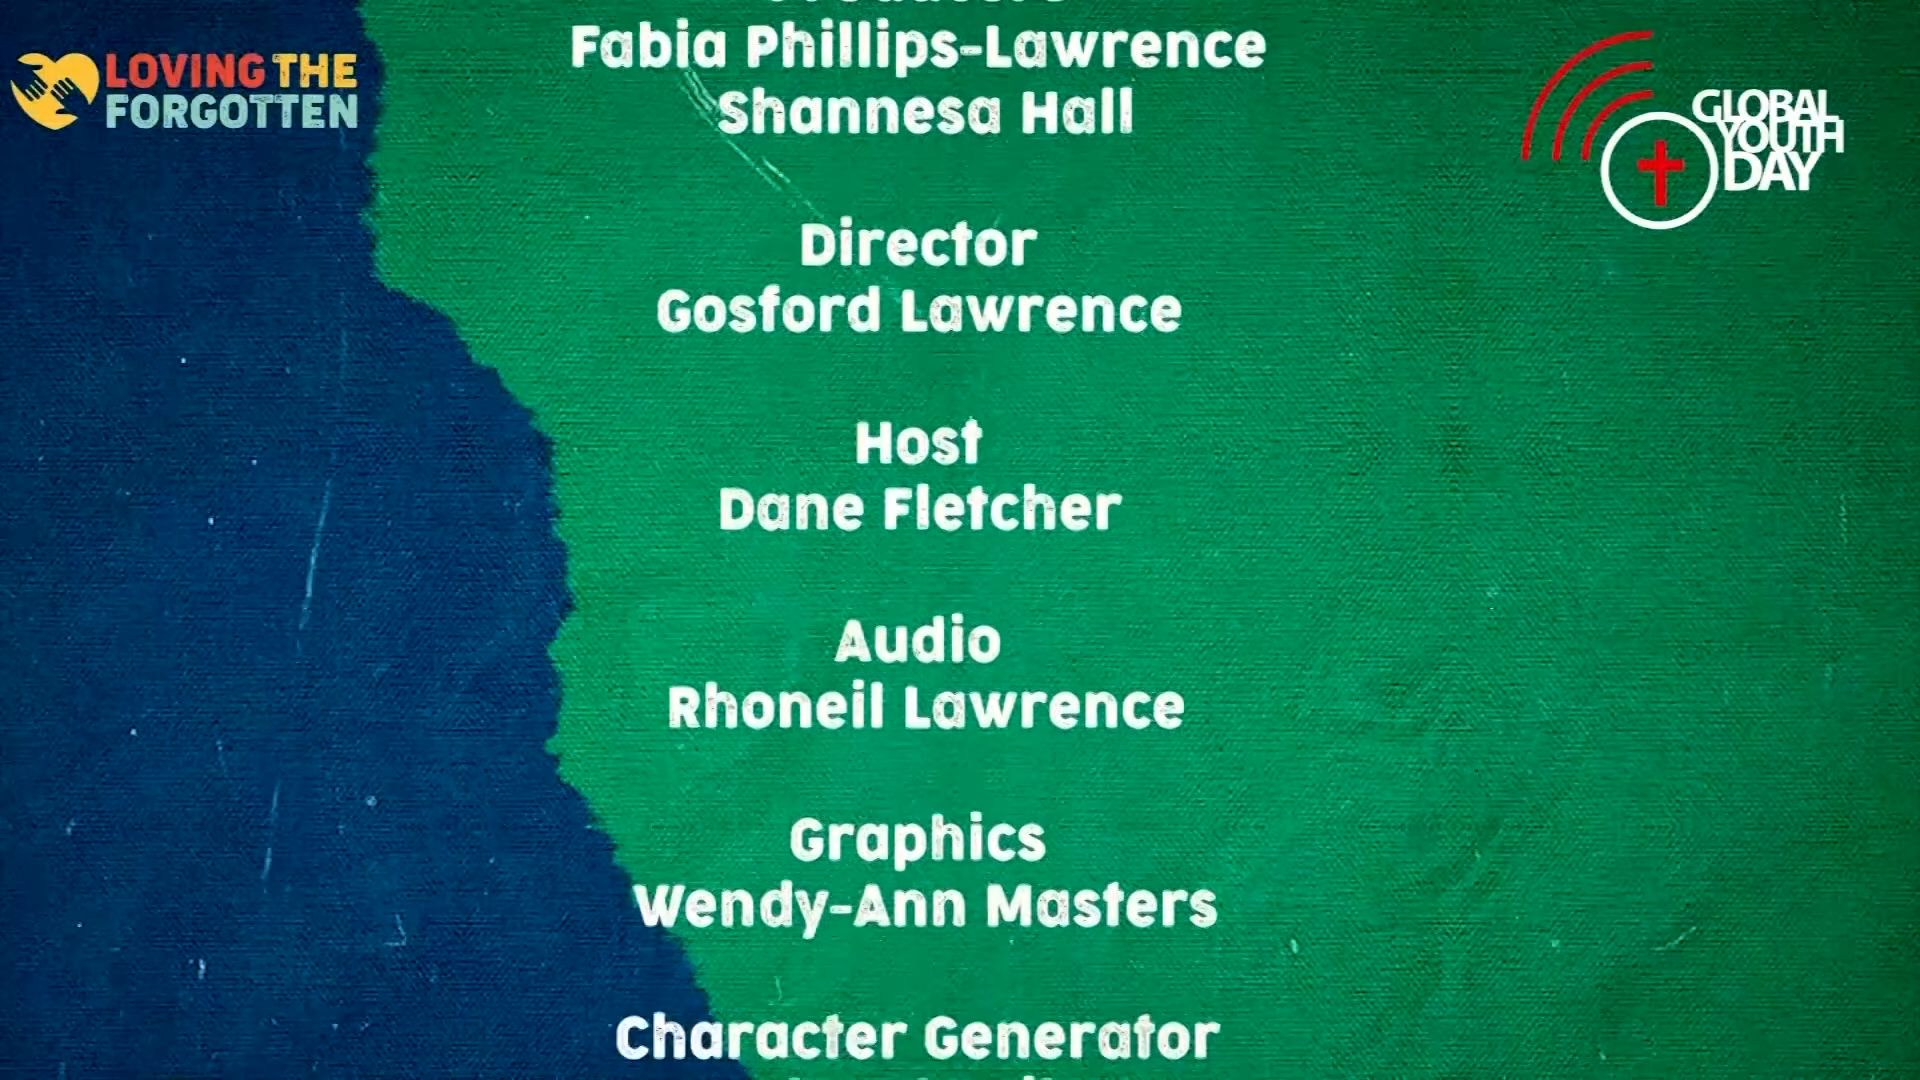 LOVING THE
FORGOTTEN
GLOBAL
YOUTH
DAY
Fabia Phillips-Lawrence
Shannesa Hall
Director
Gosford Lawrence
Host
Dane Fletcher
Audio
Rhoneil Lawrence
Graphics
Wendy-Ann Masters
Character Generator